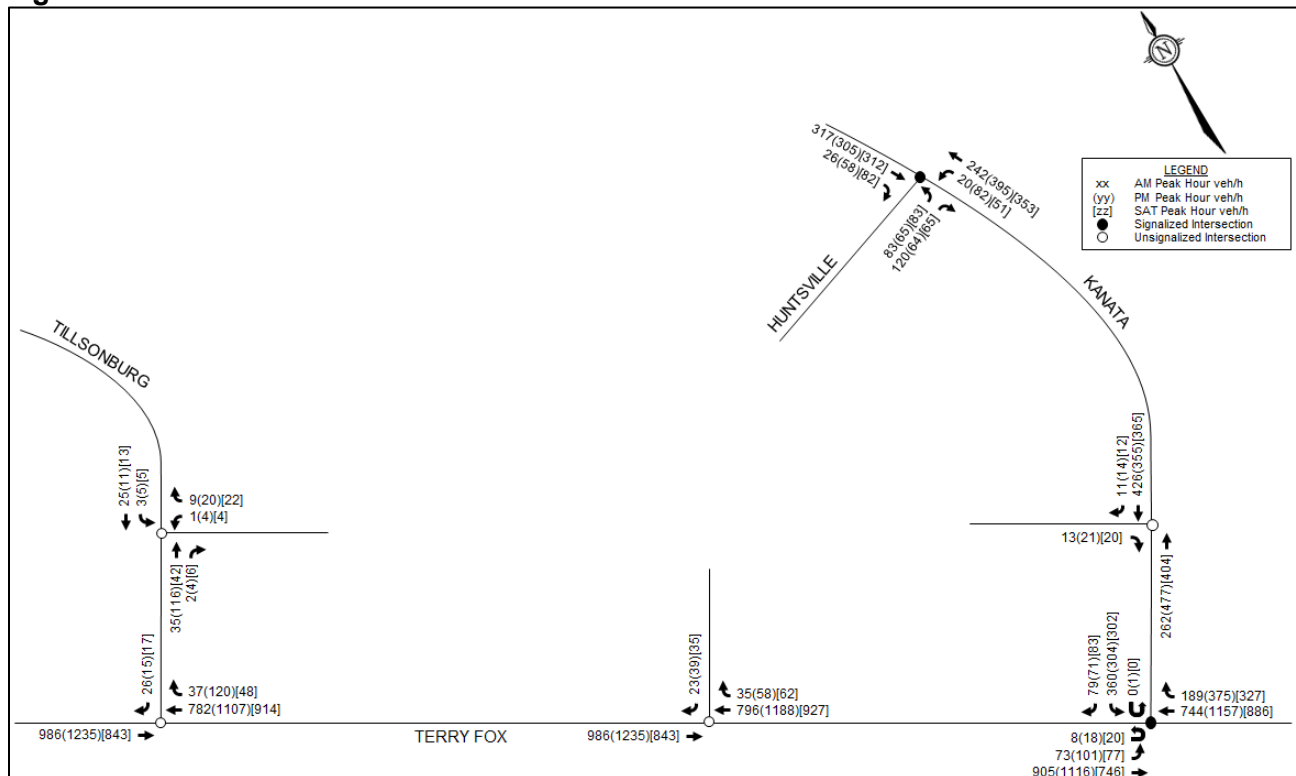 N
LEGEND
xx AM Peak Hour veh/h
(yy) PM Peak Hour veh/h
[zz] SAT Peak Hour veh/h
Signalized Intersection
Unsignalized Intersection
317(305)[312]
26(58)[82]
242(395)[353]
20(82)[51]
83(65)[83]
120(64)[65]
HUNTSVILLE
KANATA
TILLSONBURG
25(11)[13]
3(5)[5]
9(20)[22]
1(4)[4]
35(116)[42]
2(4)[6]
11(14)[12]
426(355)[365]
13(21)[20]
262(477)[404]
26(15)[17]
37(120)[48]
782(1107)[914]
986(1235)[843]
TERRY FOX
23(39)[35]
35(58)[62]
796(1188)[927]
986(1235)[843]
79(71)[83]
360(304)[302]
0(1)[0]
189(375)[327]
744(1157)[886]
8(18)[20]
73(101)[77]
905(1116)[746]